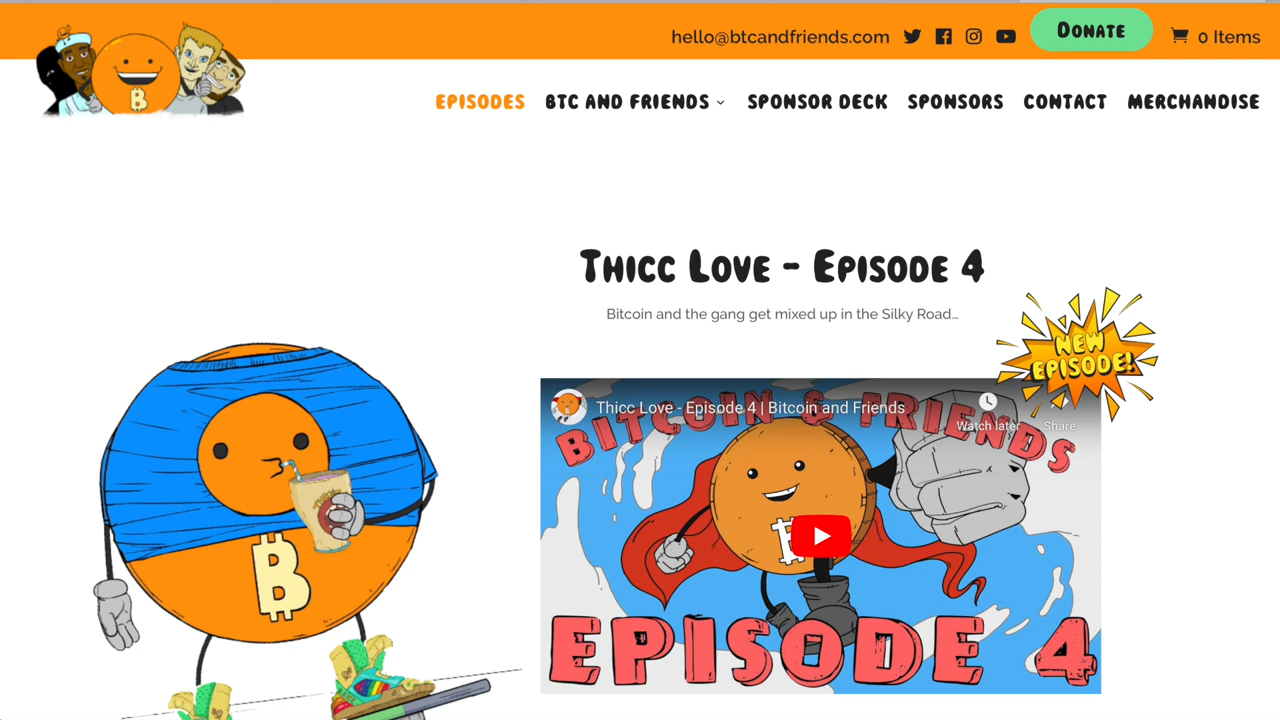 hello@btcandfriends.com
Donate
0 Items
EPISODES
BTC AND FRIENDS
SPONSOR DECK
SPONSORS
CONTACT
MERCHANDISE
Thicc Love - Episode 4
Bitcoin and the gang get mixed up in the Silky Road...
NEW
EPISODE!
Thicc Love - Episode 4 | Bitcoin and Friends
Watch later
Share
BITCOIN & FRIENDS
EPISODE 4